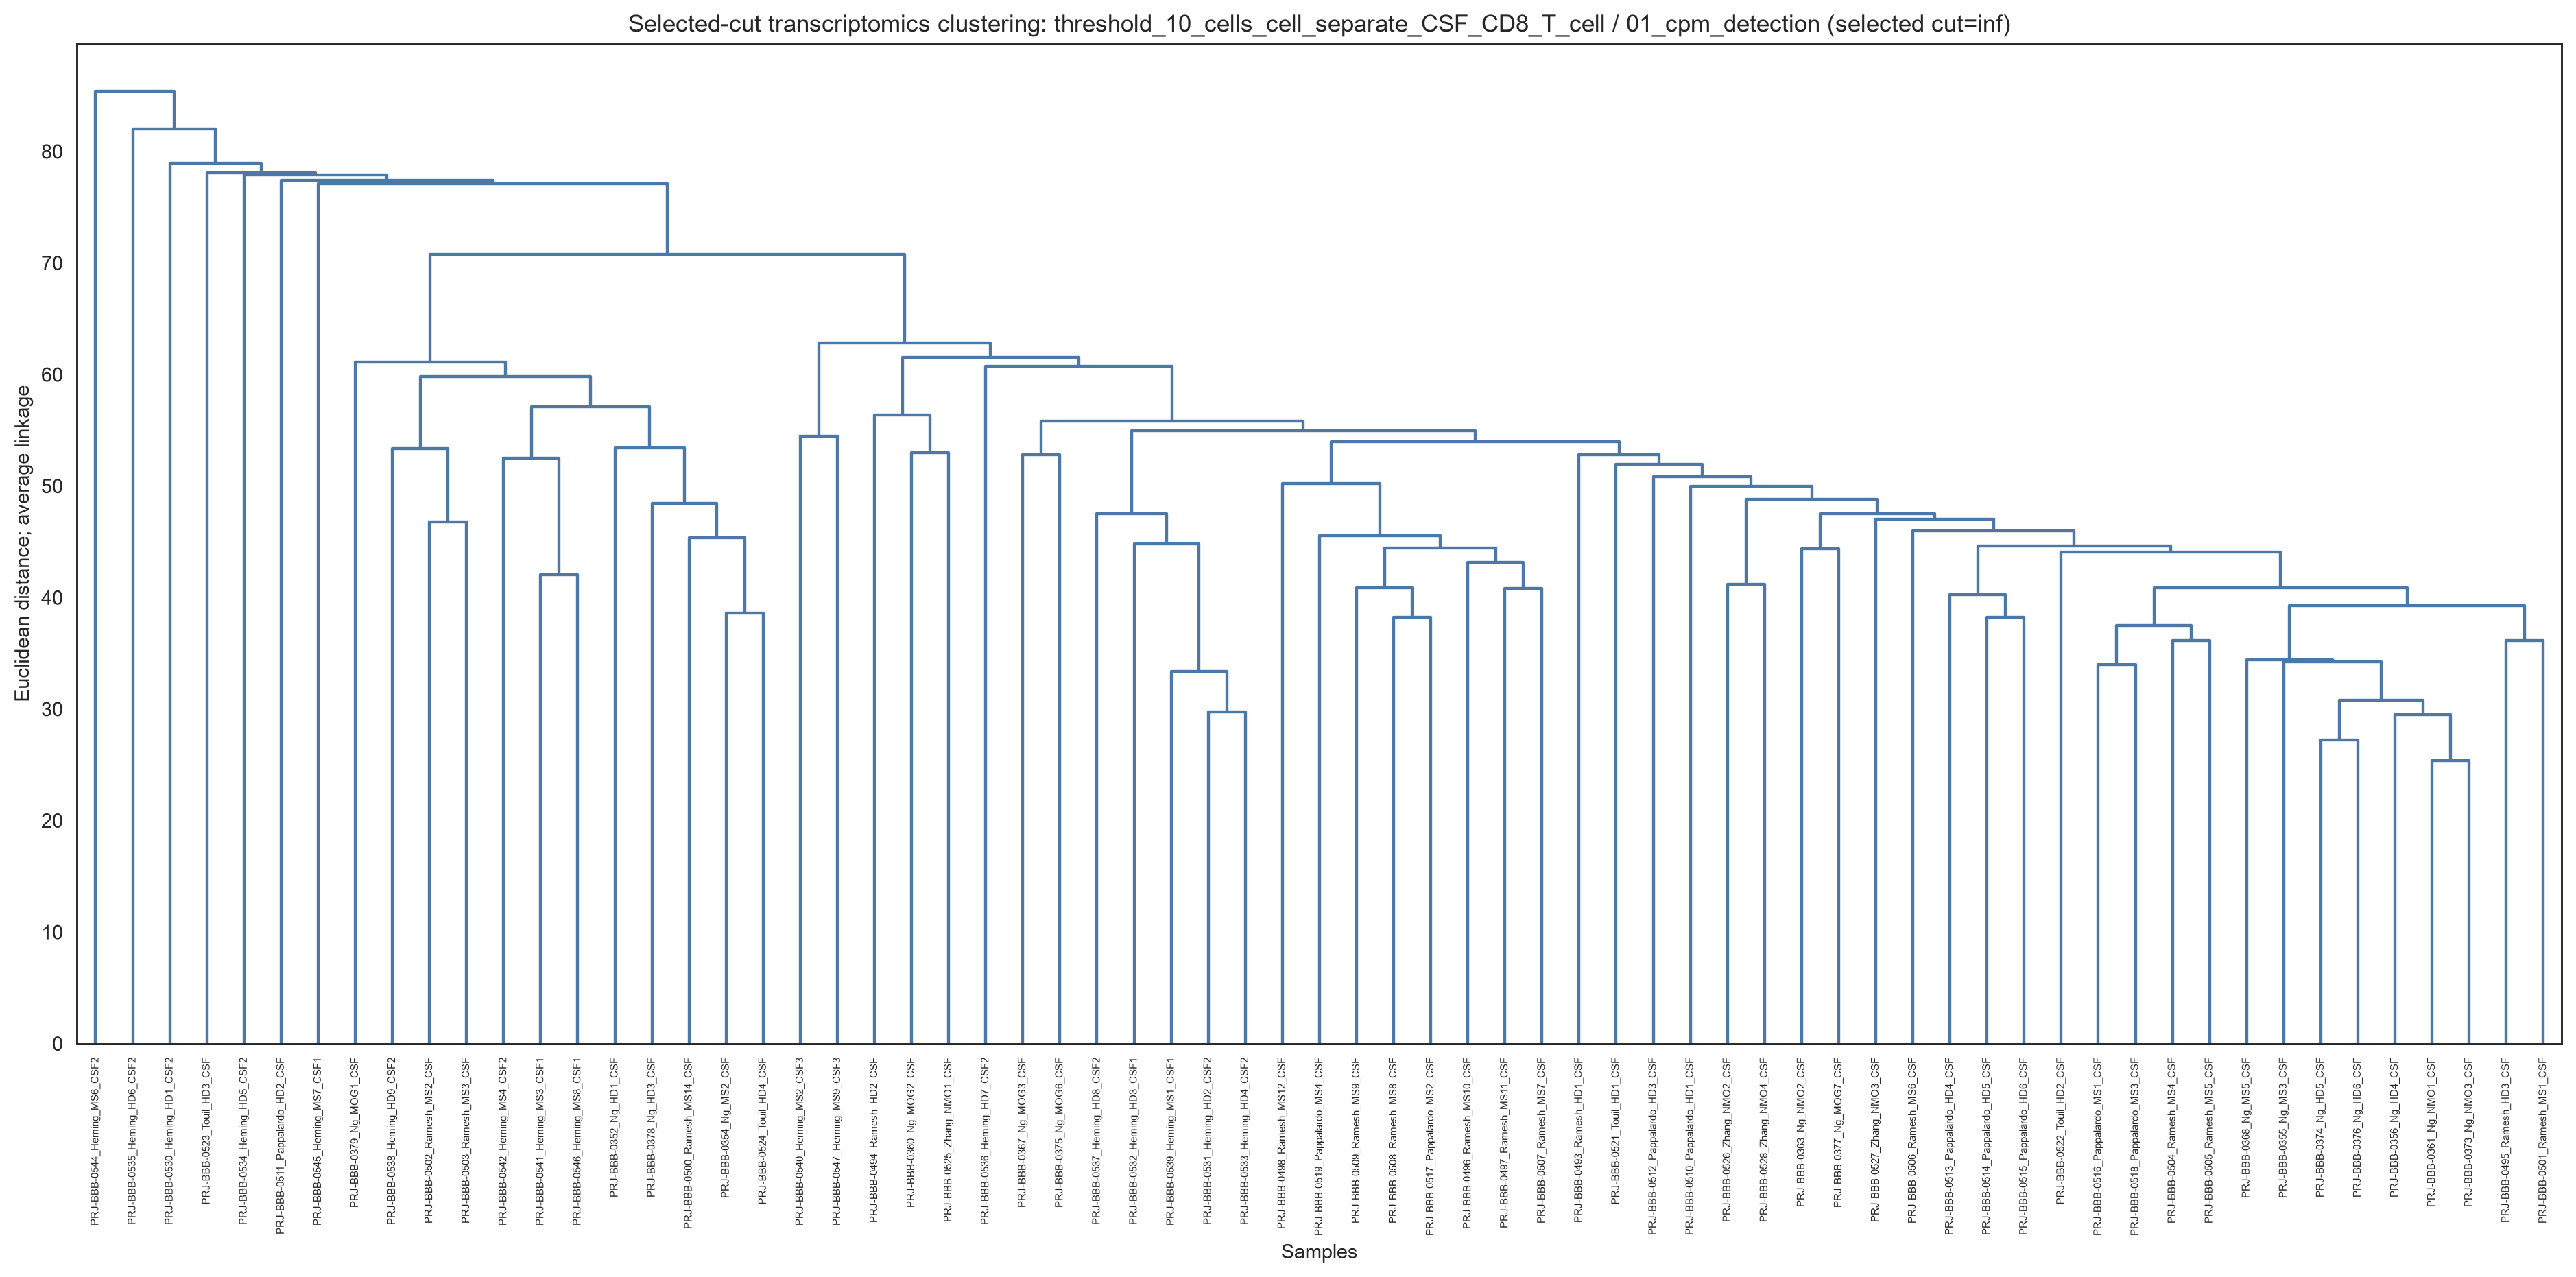 Selected-cut transcriptomics clustering: threshold_10_cells_cell_separate_CSF_CD8_T_cell / 01_cpm_detection (selected cut=inf)
Euclidean distance; average linkage
80
70
60
50
40
30
20
10
0
PRJ-BBB-0544_Heming_MS6_CSF2
PRJ-BBB-0535_Heming_HD6_CSF2
PRJ-BBB-0530_Heming_HD1_CSF2
PRJ-BBB-0523_Touil_HD3_CSF
PRJ-BBB-0534_Heming_HD5_CSF2
PRJ-BBB-0511_Pappalardo_HD2_CSF
PRJ-BBB-0545_Heming_MS7_CSF1
PRJ-BBB-0379_Ng_MOG1_CSF
PRJ-BBB-0538_Heming_HD9_CSF2
PRJ-BBB-0502_Ramesh_MS2_CSF
PRJ-BBB-0503_Ramesh_MS3_CSF
PRJ-BBB-0542_Heming_MS4_CSF2
PRJ-BBB-0541_Heming_MS3_CSF1
PRJ-BBB-0546_Heming_MS8_CSF1
PRJ-BBB-0352_Ng_HD1_CSF
PRJ-BBB-0378_Ng_HD3_CSF
PRJ-BBB-0500_Ramesh_MS14_CSF
PRJ-BBB-0354_Ng_MS2_CSF
PRJ-BBB-0524_Touil_HD4_CSF
PRJ-BBB-0540_Heming_MS2_CSF3
PRJ-BBB-0547_Heming_MS9_CSF3
PRJ-BBB-0494_Ramesh_HD2_CSF
PRJ-BBB-0360_Ng_MOG2_CSF
PRJ-BBB-0525_Zhang_NMO1_CSF
PRJ-BBB-0536_Heming_HD7_CSF2
PRJ-BBB-0367_Ng_MOG3_CSF
PRJ-BBB-0375_Ng_MOG6_CSF
PRJ-BBB-0537_Heming_HD8_CSF2
PRJ-BBB-0532_Heming_HD3_CSF1
PRJ-BBB-0539_Heming_MS1_CSF1
PRJ-BBB-0531_Heming_HD2_CSF2
PRJ-BBB-0533_Heming_HD4_CSF2
PRJ-BBB-0498_Ramesh_MS12_CSF
PRJ-BBB-0519_Pappalardo_MS4_CSF
PRJ-BBB-0509_Ramesh_MS9_CSF
PRJ-BBB-0508_Ramesh_MS8_CSF
PRJ-BBB-0517_Pappalardo_MS2_CSF
PRJ-BBB-0496_Ramesh_MS10_CSF
PRJ-BBB-0497_Ramesh_MS11_CSF
PRJ-BBB-0507_Ramesh_MS7_CSF
PRJ-BBB-0493_Ramesh_HD1_CSF
PRJ-BBB-0521_Touil_HD1_CSF
PRJ-BBB-0512_Pappalardo_HD3_CSF
PRJ-BBB-0510_Pappalardo_HD1_CSF
PRJ-BBB-0526_Zhang_NMO2_CSF
PRJ-BBB-0528_Zhang_NMO4_CSF
PRJ-BBB-0363_Ng_NMO2_CSF
PRJ-BBB-0377_Ng_MOG7_CSF
PRJ-BBB-0527_Zhang_NMO3_CSF
PRJ-BBB-0506_Ramesh_MS6_CSF
PRJ-BBB-0513_Pappalardo_HD4_CSF
PRJ-BBB-0514_Pappalardo_HD5_CSF
PRJ-BBB-0515_Pappalardo_HD6_CSF
PRJ-BBB-0522_Touil_HD2_CSF
PRJ-BBB-0516_Pappalardo_MS1_CSF
PRJ-BBB-0518_Pappalardo_MS3_CSF
PRJ-BBB-0504_Ramesh_MS4_CSF
PRJ-BBB-0505_Ramesh_MS5_CSF
PRJ-BBB-0368_Ng_MS5_CSF
PRJ-BBB-0355_Ng_MS3_CSF
PRJ-BBB-0374_Ng_HD5_CSF
PRJ-BBB-0376_Ng_HD6_CSF
PRJ-BBB-0356_Ng_HD4_CSF
PRJ-BBB-0361_Ng_NMO1_CSF
PRJ-BBB-0373_Ng_NMO3_CSF
PRJ-BBB-0495_Ramesh_HD3_CSF
PRJ-BBB-0501_Ramesh_MS1_CSF
Samples